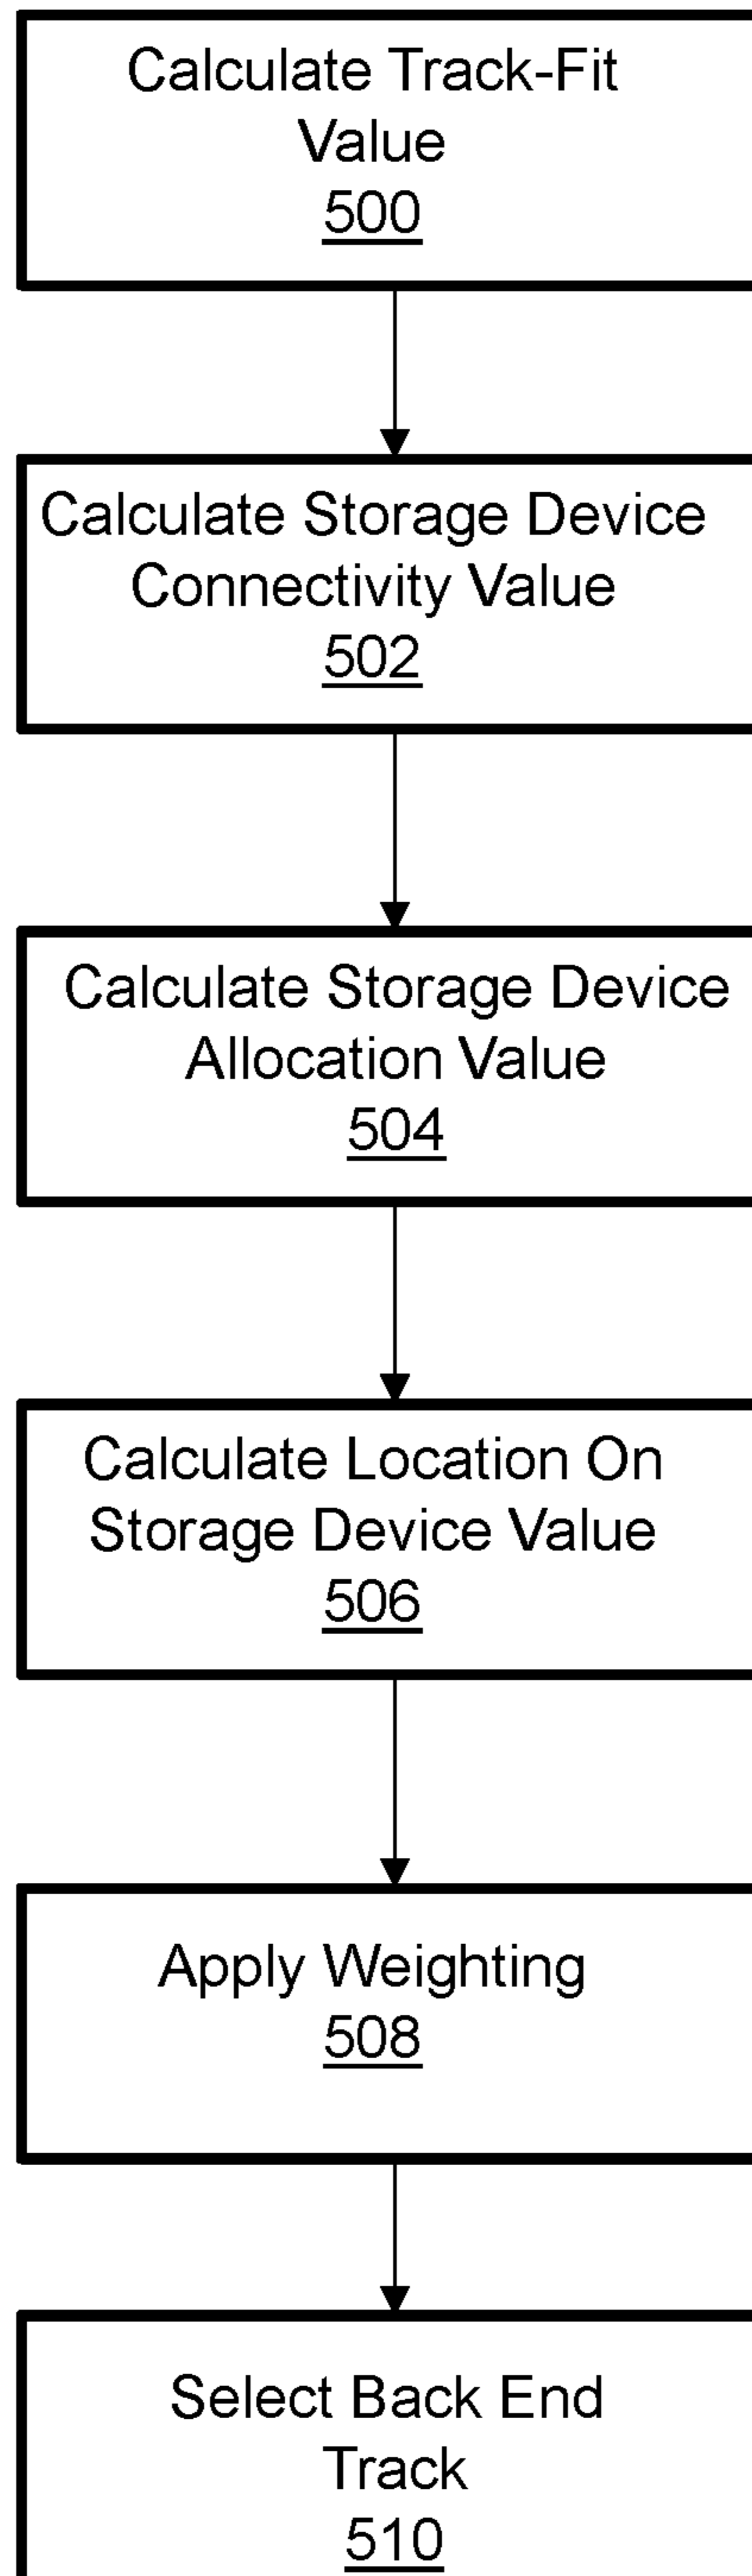 Calculate Track-Fit
Value
500
Calculate Storage Device
Connectivity Value
502
Calculate Storage Device
Allocation Value
504
Calculate Location On
Storage Device Value
506
Apply Weighting
508
Select Back End
Track
510